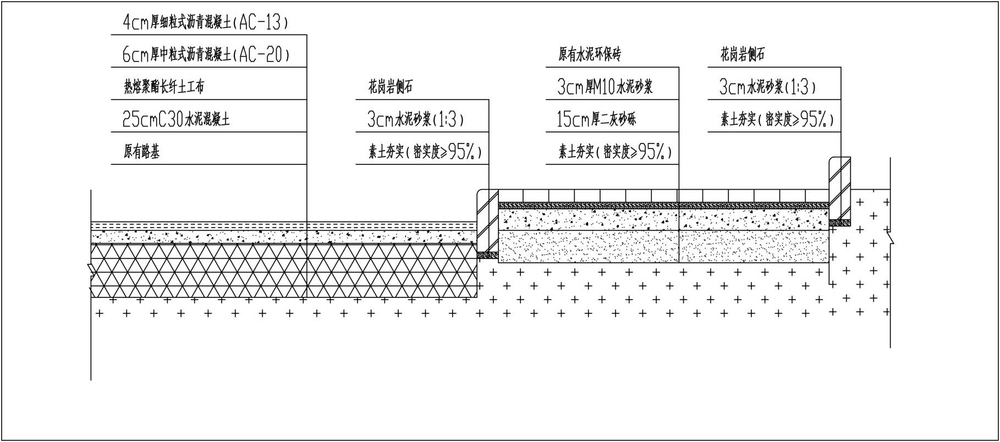 4cm厚细粒式沥青混凝土(AC-13)
6cm厚中粒式沥青混凝土(AC-20)
热熔聚酯长纤土工布
25cmC30水泥混凝土
原有路基
花岗岩侧石
3cm水泥砂浆(1:3)
素土夯实(密实度≥95%)
原有水泥环保砖
3cm厚M10水泥砂浆
15cm厚二灰砂砾
素土夯实(密实度≥95%)
花岗岩侧石
3cm水泥砂浆(1:3)
素土夯实(密实度≥95%)